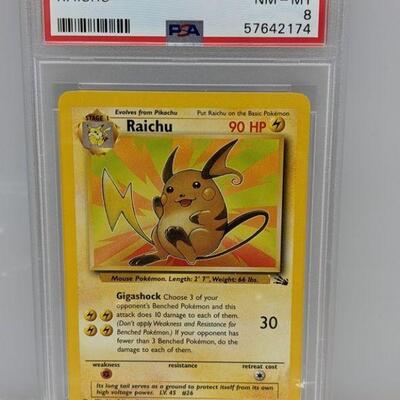 NM-MT
8
PSA
57642174
Evolves from Pikachu
Put Raichu on the Basic Pokémon
STAGE 1
Raichu
90 HP
Mouse Pokémon. Length: 2' 7", Weight: 66 lbs.
Gigashock Choose 3 of your
opponent's Benched Pokémon and this
attack does 10 damage to each of them.
(Don't apply Weakness and Resistance for
Benched Pokémon.) If your opponent has
fewer than 3 Benched Pokémon, do the
damage to each of them.
30
weakness
resistance
retreat cost
Its long tail serves as a ground to protect itself from its own
high voltage power. LV. 45 #26